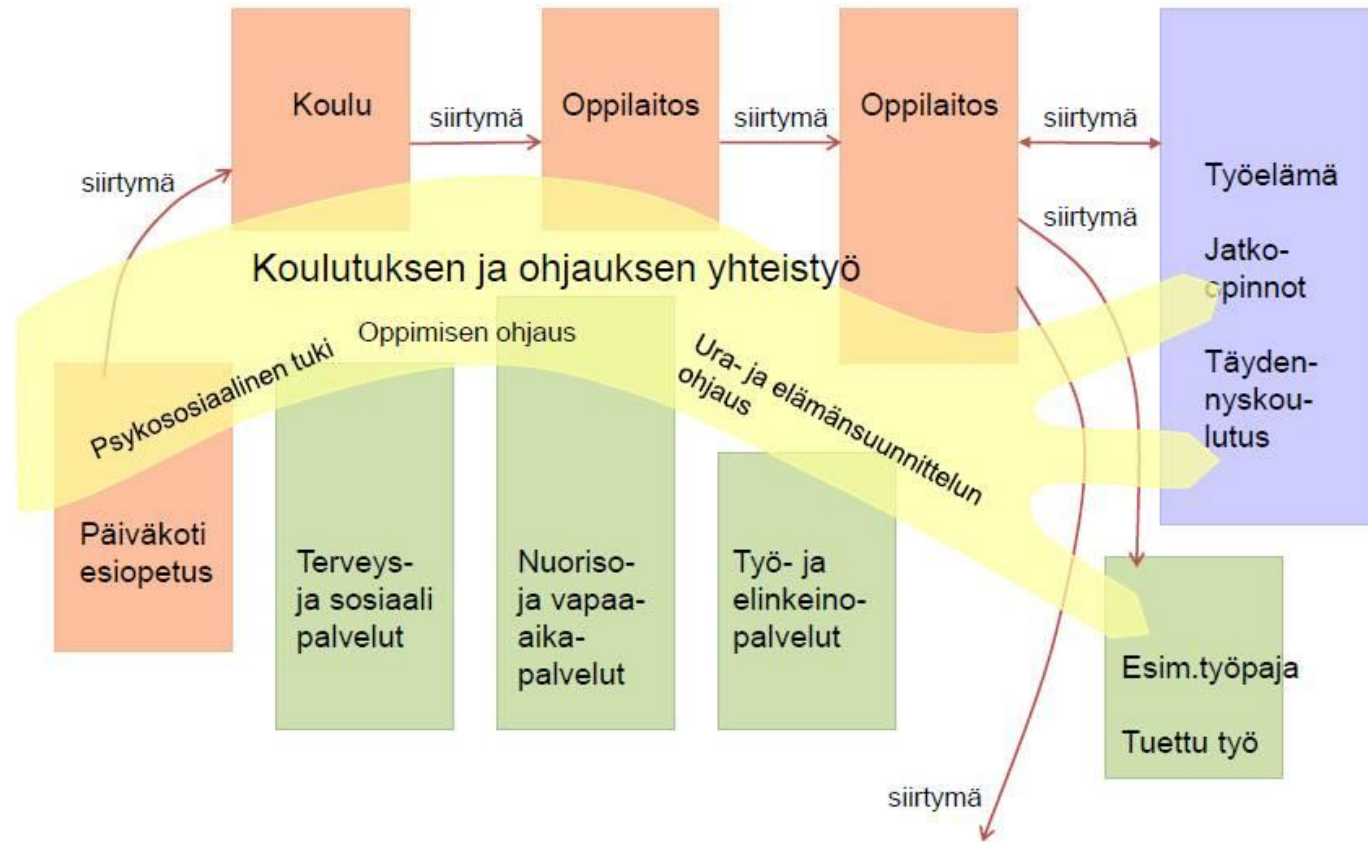 Koulu
Oppilaitos
Oppilaitos
siirtymä
siirtymä
siirtymä
siirtymä
siirtymä
Työelämä
Jatko-
opinnot
Täyden-
nyskou-
lutus
Koulutuksen ja ohjauksen yhteistyö
Psykososiaalinen tuki
Oppimisen ohjaus
Ura- ja elämänsuunnittelun
ohjaus
Päiväkoti
esiopetus
Terveys-
ja sosiaali
palvelut
Nuoriso-
ja vapaa-
aika-
palvelut
Työ- ja
elinkeino-
palvelut
Esim.työpaja
Tuettu työ
siirtymä